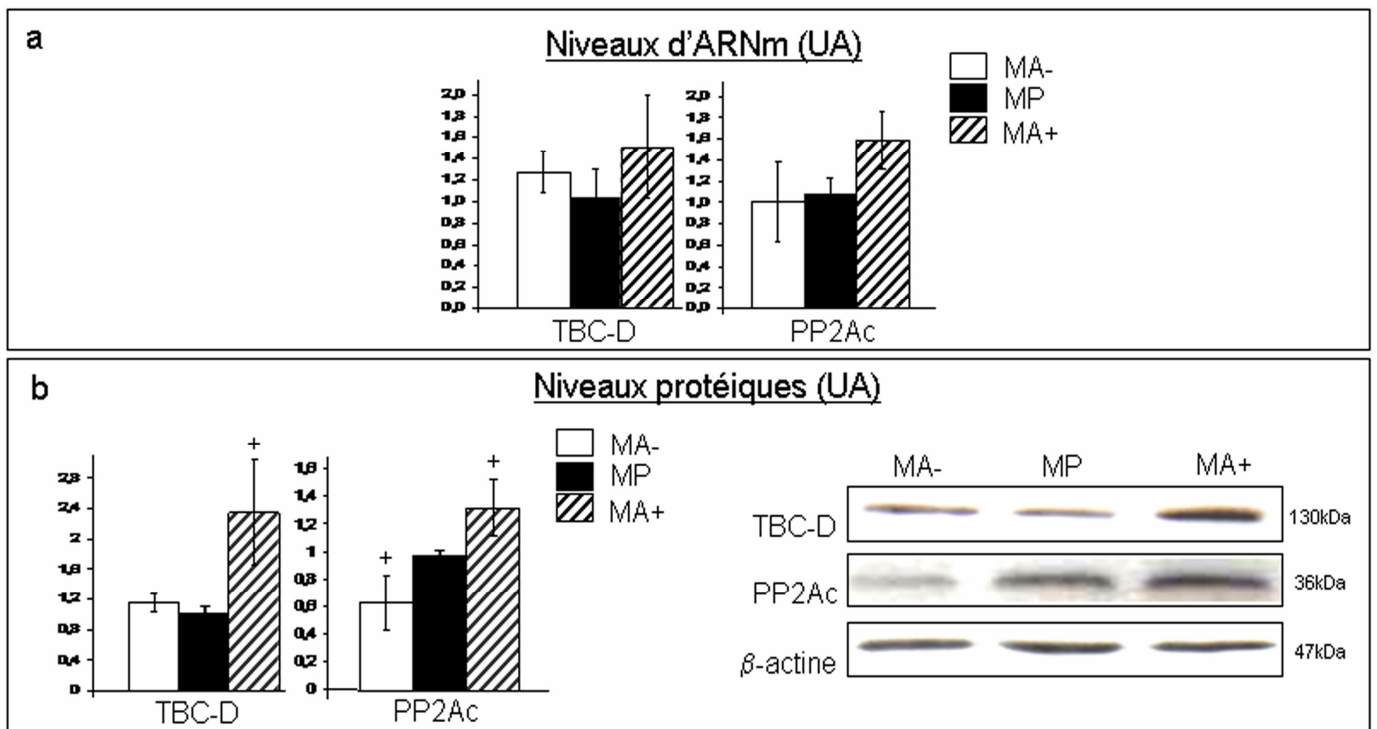 a
Niveaux d'ARNm (UA)
MA-
MP
MA+
2,0
1,8
1,6
1,4
1,2
1,0
0,8
0,6
0,4
0,2
0,0
TBC-D
2,0
1,8
1,6
1,4
1,2
1,0
0,8
0,6
0,4
0,2
0,0
PP2Ac
b
Niveaux protéiques (UA)
MA-
MP
MA+
+
2,8
2,4
2
1,6
1,2
0,8
0,4
0
TBC-D
+
+
1,6
1,4
1,2
1
0,8
0,6
0,4
0,2
0
PP2Ac
MA- MP MA+
TBC-D 130kDa
PP2Ac 36kDa
β-actine 47kDa